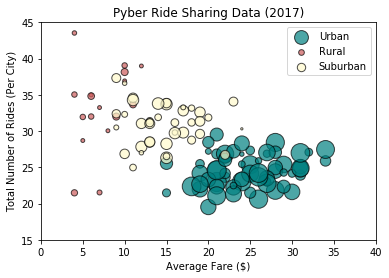 Pyber Ride Sharing Data (2017)
Total Number of Rides (Per City)
45
40
35
30
25
20
15
0 5 10 15 20 25 30 35 40
Average Fare ($)
Urban
Rural
Suburban